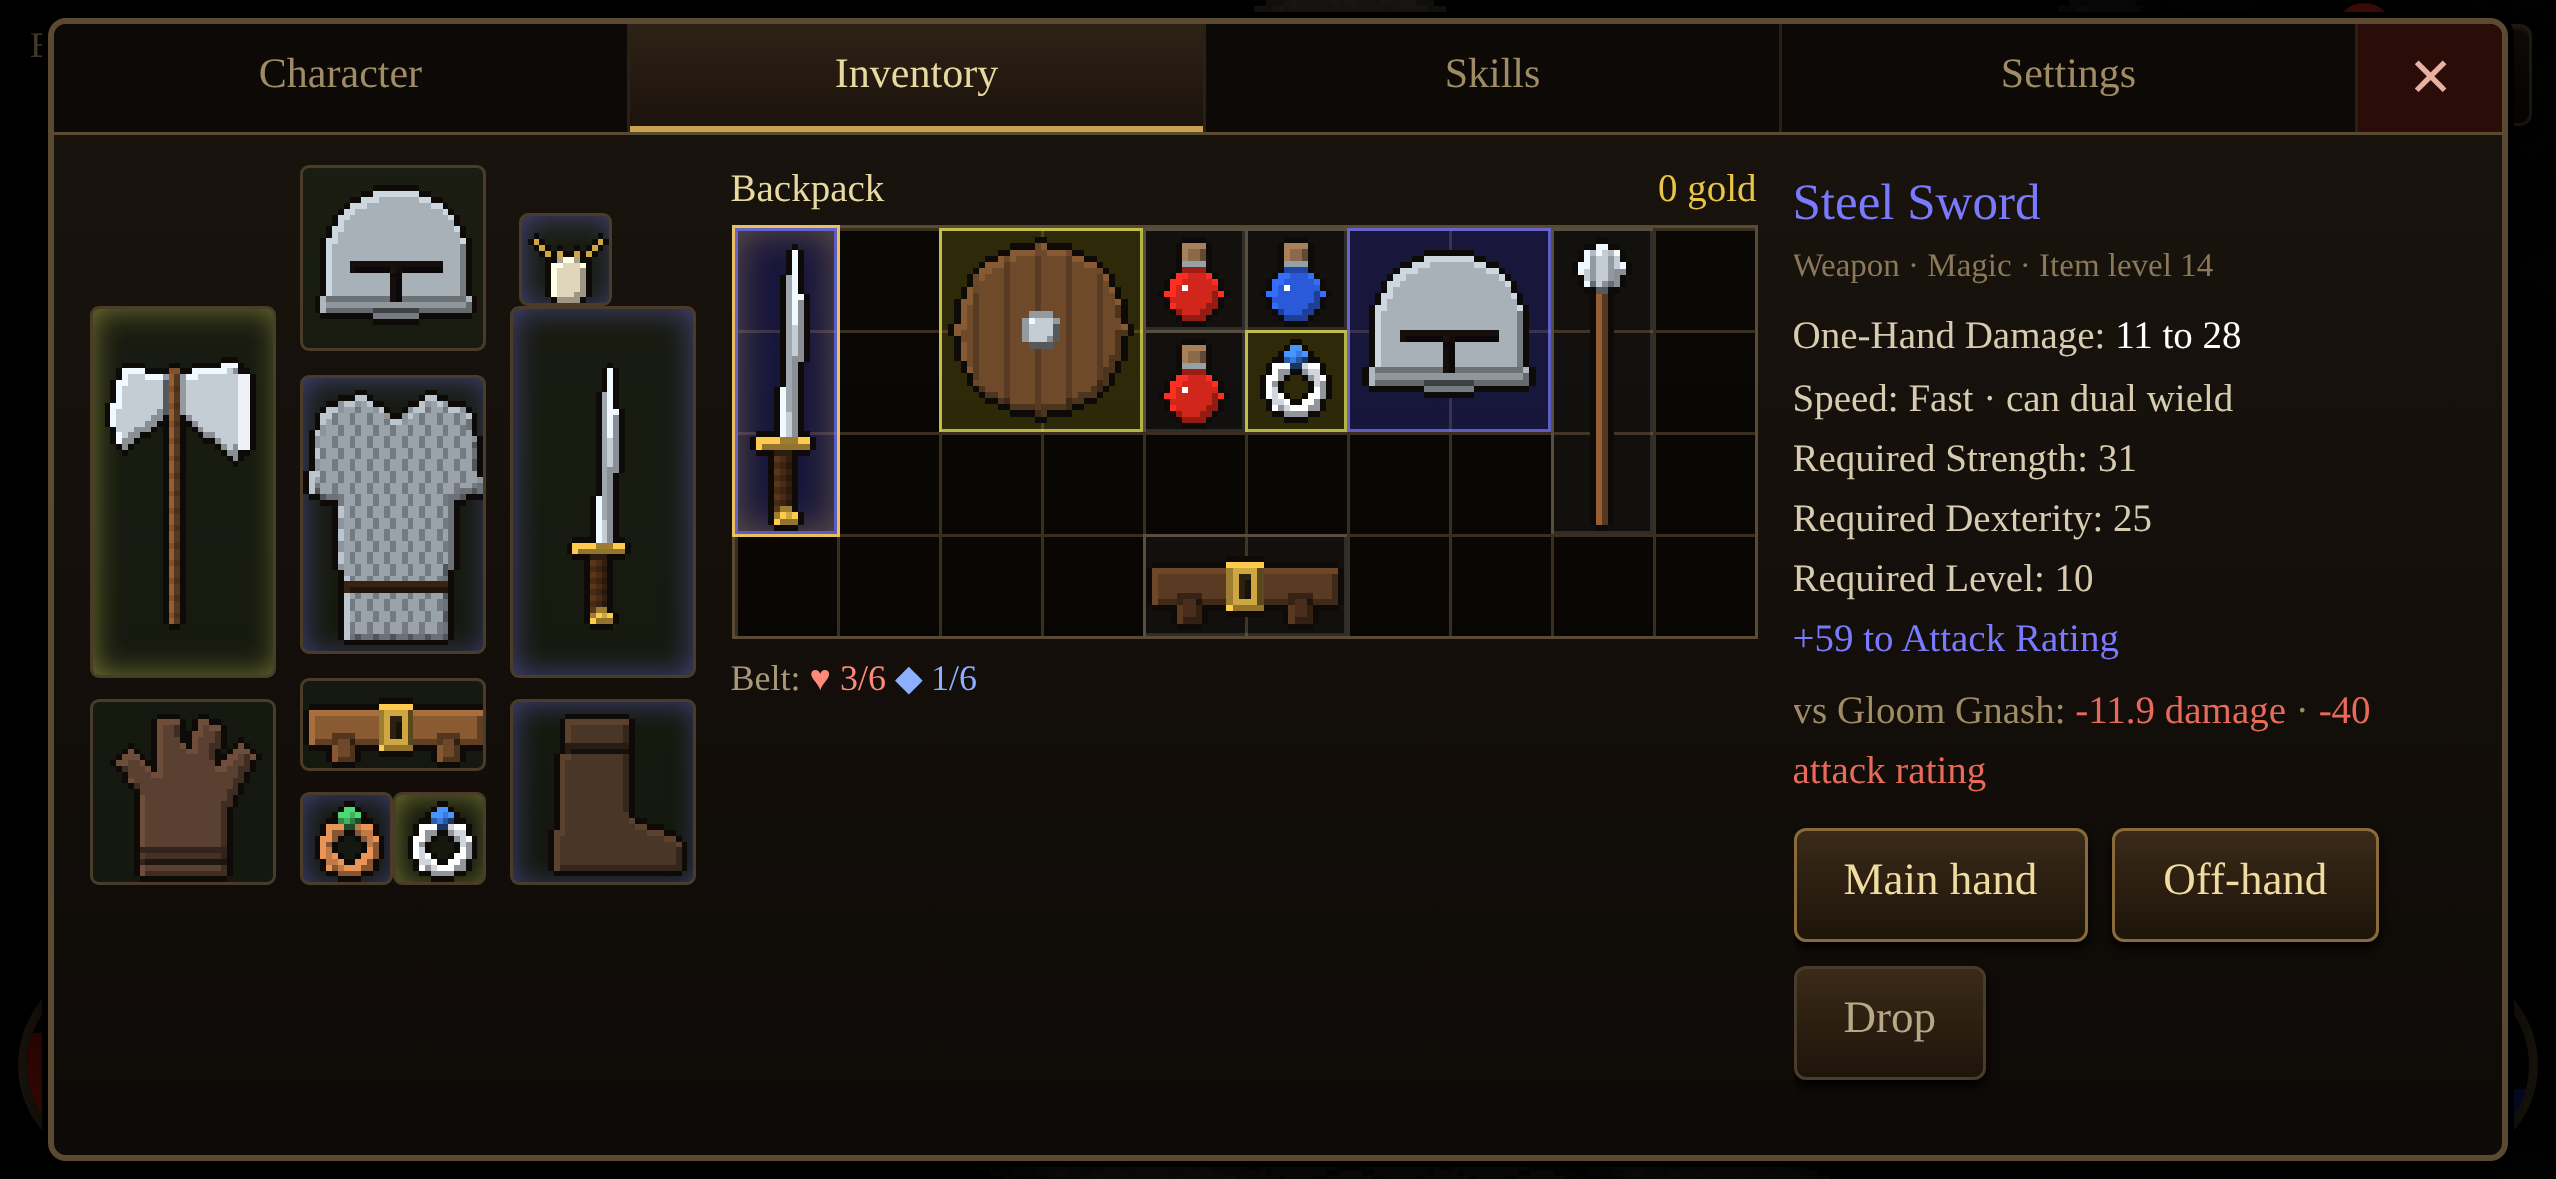 Character
Inventory
Skills
Settings
✕
Backpack
0 gold
Belt: ♥ 3/6 ◆ 1/6
Steel Sword
Weapon · Magic · Item level 14
One-Hand Damage: 11 to 28
Speed: Fast · can dual wield
Required Strength: 31
Required Dexterity: 25
Required Level: 10
+59 to Attack Rating
vs Gloom Gnash: -11.9 damage · -40
attack rating
Main hand
Off-hand
Drop